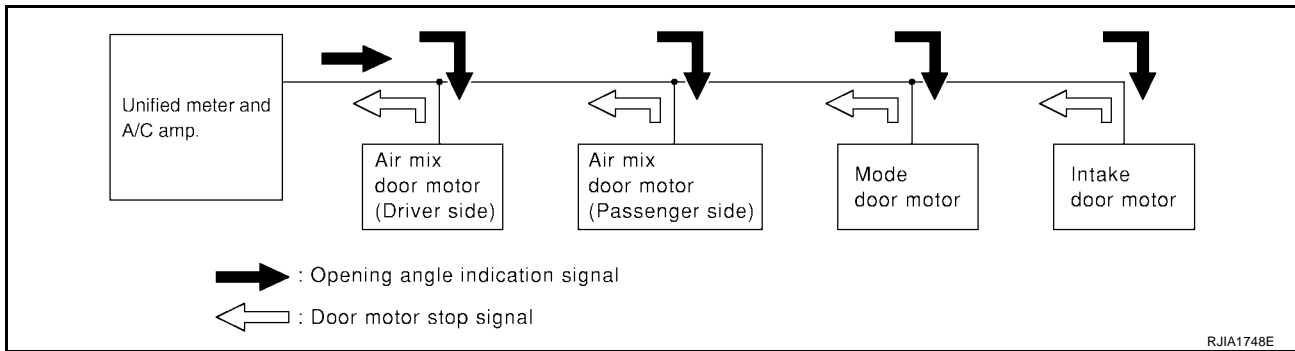 Unified meter and
A/C amp.
Air mix
door motor
(Driver side)
Air mix
door motor
(Passenger side)
Mode
door motor
Intake
door motor
: Opening angle indication signal
: Door motor stop signal
RJIA1748E